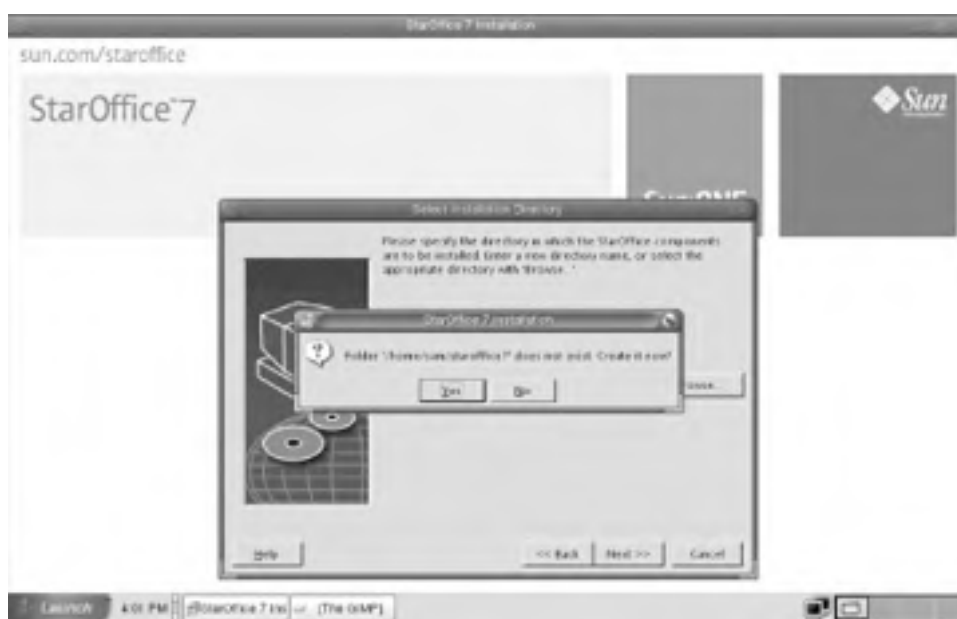 StarOffice 7 Installation
sun.com/staroffice
StarOffice™7
Sun
Select Installation Directory
Please specify the directory in which the StarOffice components
are to be installed. Enter a new directory name, or select the
appropriate directory with 'Browse...'
StarOffice 7 Installation
Folder "/home/sun/staroffice7" does not exist. Create it now?
Yes
No
Help
<< Back
Next >>
Cancel
Launch
4:01 PM
StarOffice 7 Ins
(The GIMP)